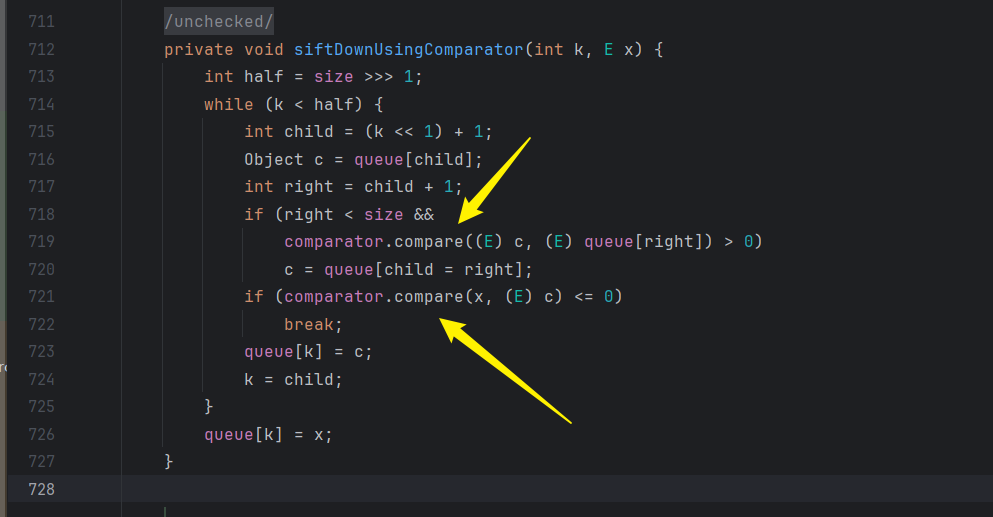 711 /unchecked/
712 private void siftDownUsingComparator(int k, E x) {
713 int half = size >>> 1;
714 while (k < half) {
715 int child = (k << 1) + 1;
716 Object c = queue[child];
717 int right = child + 1;
718 if (right < size &&
719 comparator.compare((E) c, (E) queue[right]) > 0)
720 c = queue[child = right];
721 if (comparator.compare(x, (E) c) <= 0)
722 break;
723 queue[k] = c;
724 k = child;
725 }
726 queue[k] = x;
727 }
728